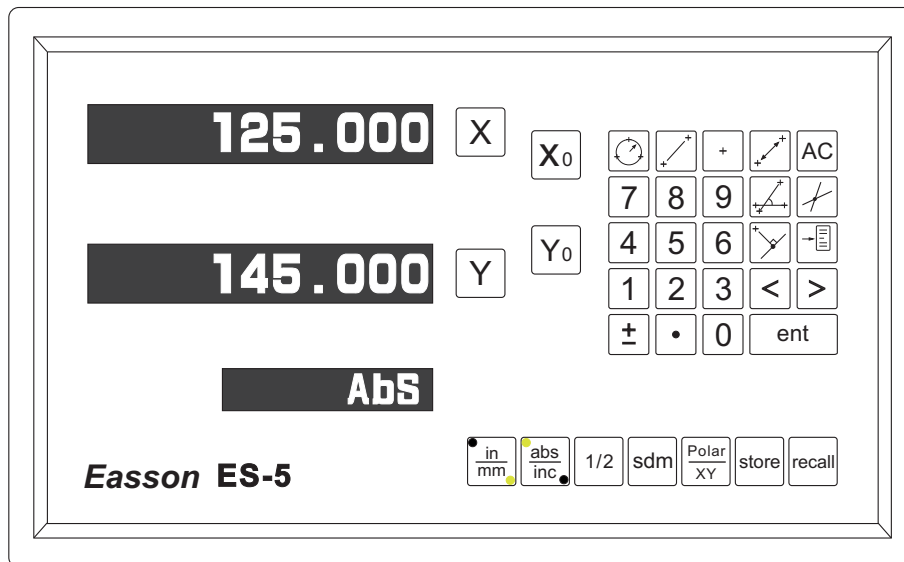 125.000 X
X0
AC
7 8 9
145.000 Y
Y0
4 5 6
1 2 3 < >
± . 0 ent
AbS
Easson ES-5
in/mm abs/inc 1/2 sdm Polar/XY store recall